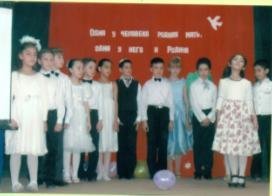 Одна у человека родная мать,
одна у него и Родина